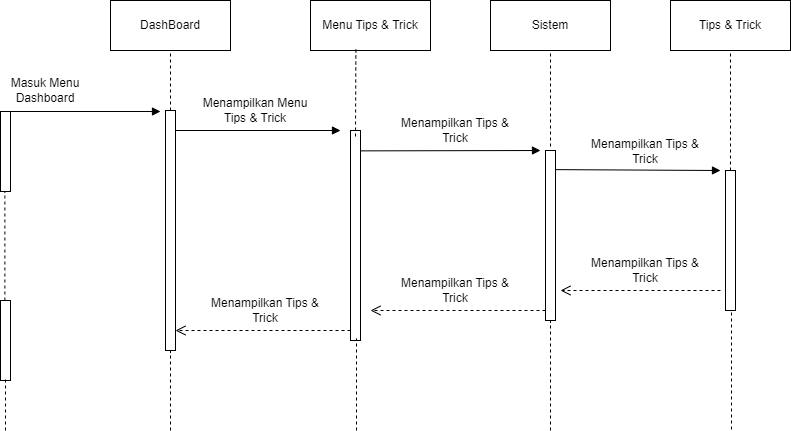 DashBoard
Menu Tips & Trick
Sistem
Tips & Trick
Masuk Menu
Dashboard
Menampilkan Menu
Tips & Trick
Menampilkan Tips &
Trick
Menampilkan Tips &
Trick
Menampilkan Tips &
Trick
Menampilkan Tips &
Trick
Menampilkan Tips &
Trick